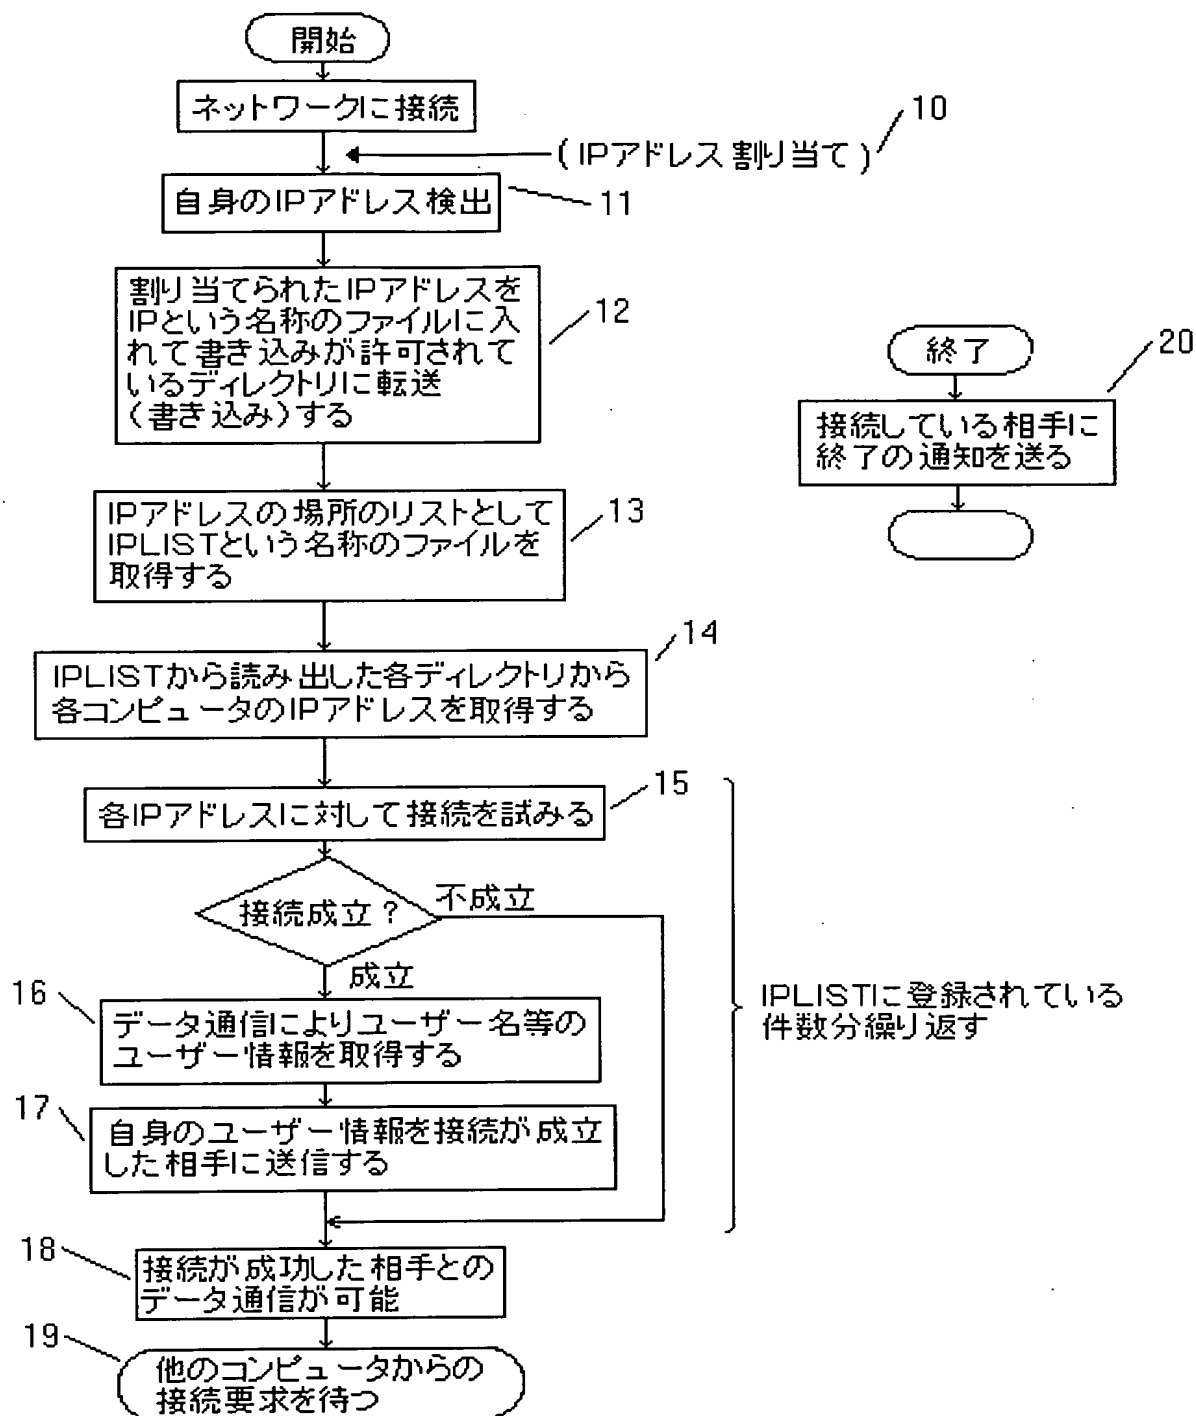 開始
ネットワークに接続
10
(IPアドレス割り当て)
自身のIPアドレス検出
11
割り当てられたIPアドレスを
IPという名称のファイルに入
れて書き込みが許可されて
いるディレクトリに転送
(書き込み)する
12
IPアドレスの場所のリストとして
IPLISTという名称のファイルを
取得する
13
IPLISTから読み出した各ディレクトリから
各コンピュータのIPアドレスを取得する
14
各IPアドレスに対して接続を試みる
15
接続成立?
不成立
成立
16
データ通信によりユーザー名等の
ユーザー情報を取得する
17
自身のユーザー情報を接続が成立
した相手に送信する
IPLISTに登録されている
件数分繰り返す
18
接続が成功した相手との
データ通信が可能
19
他のコンピュータからの
接続要求を待つ
終了
20
接続している相手に
終了の通知を送る